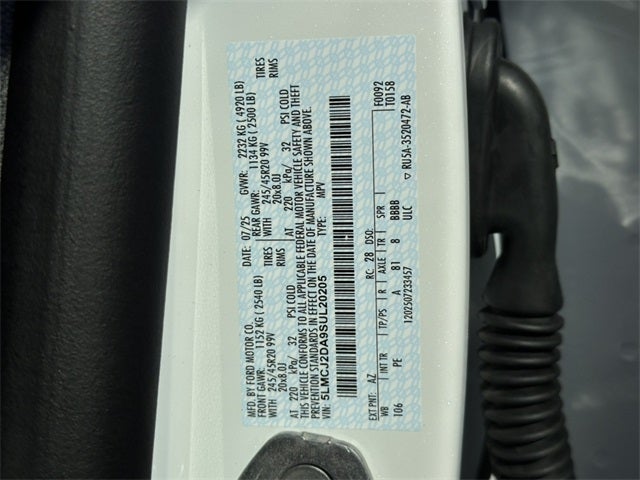 MFD. BY FORD MOTOR CO.
DATE: 07/25 GVWR: 2232 KG ( 4920 LB)
FRONT GAWR: 1152 KG ( 2540 LB) REAR GAWR: 1134 KG ( 2500 LB)
WITH 245/45R20 99V TIRES WITH 245/45R20 99V TIRES
20x8.0J RIMS 20x8.0J RIMS
AT 220 kPa/ 32 PSI COLD AT 220 kPa/ 32 PSI COLD
THIS VEHICLE CONFORMS TO ALL APPLICABLE FEDERAL MOTOR VEHICLE SAFETY AND THEFT
PREVENTION STANDARDS IN EFFECT ON THE DATE OF MANUFACTURE SHOWN ABOVE.
VIN: 5LMCJ2DA9SUL20205 TYPE: MPV
F0092
T0158
EXT PNT: AZ RC: 28 DSO:
WB INT TR TP/PS R AXLE TR SPR
106 PE A 81 8 BBBB
ULC
1202507233457 ▽ RU5A-3520472-AB